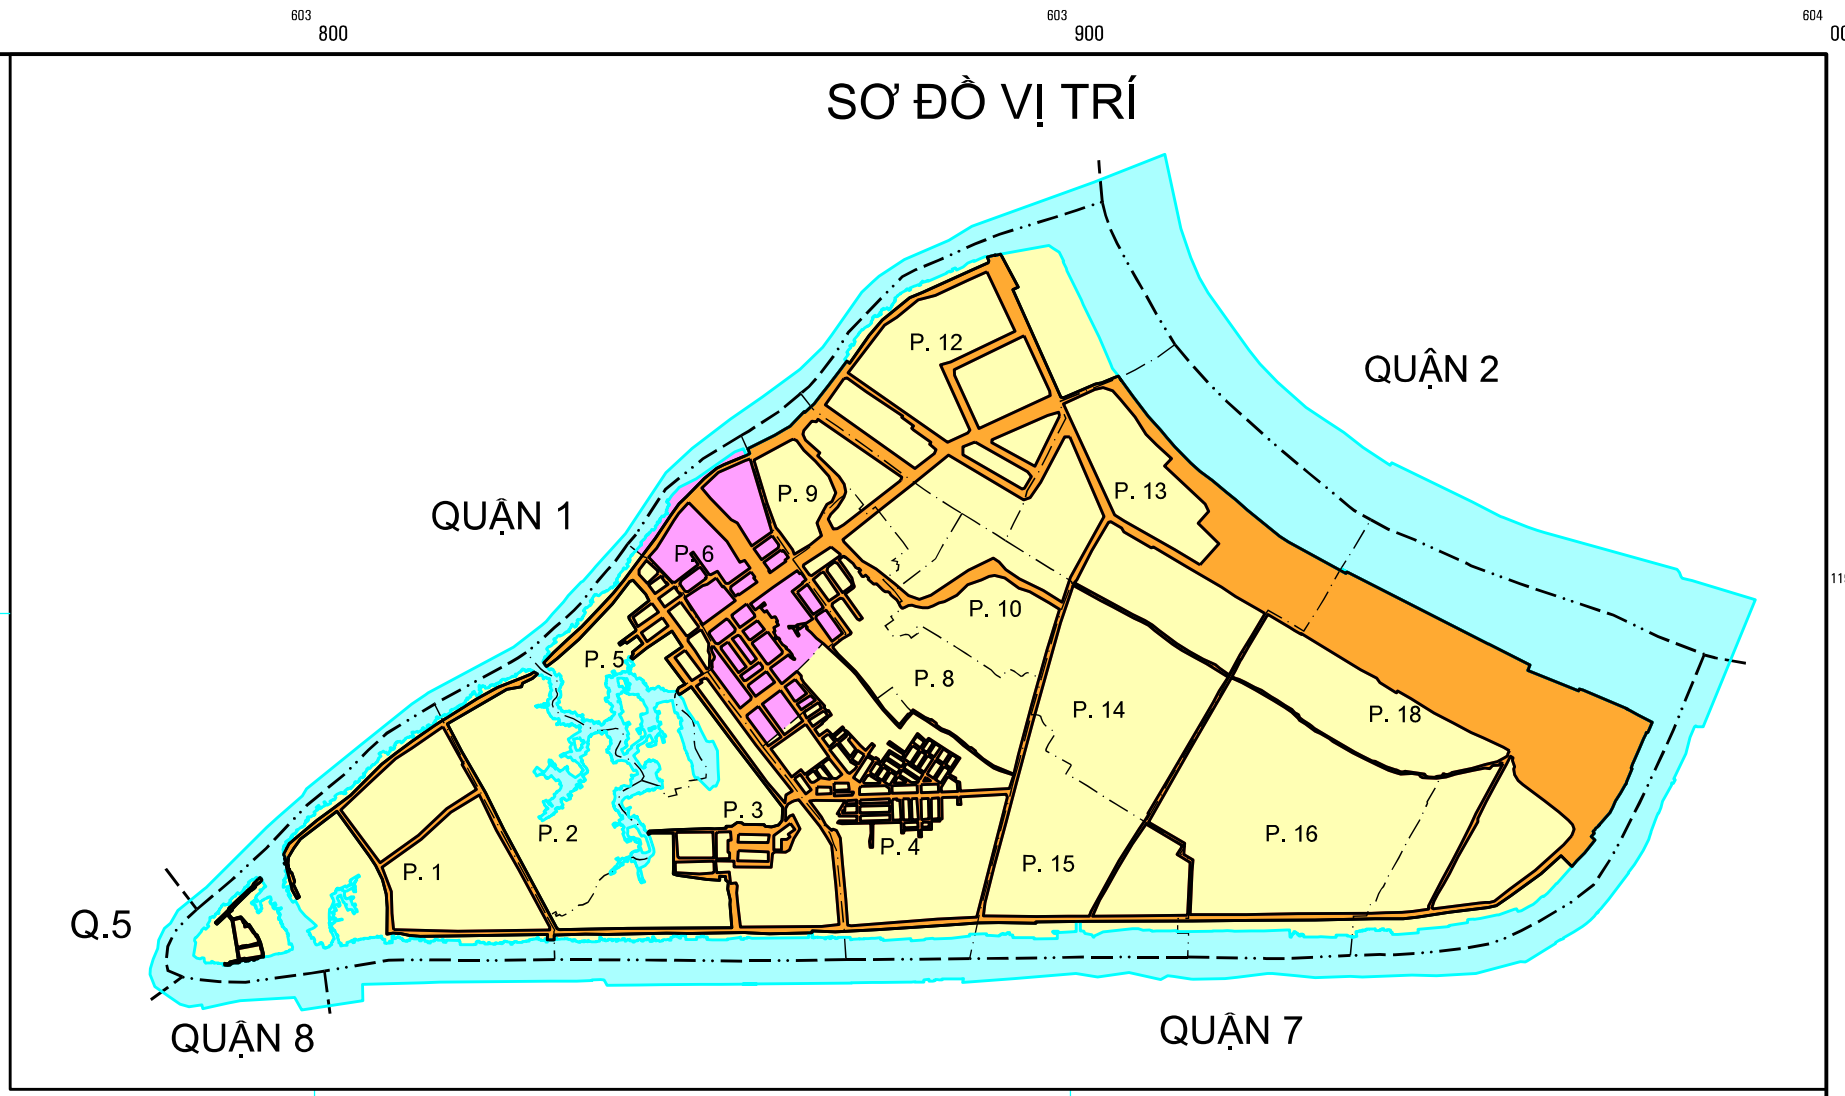 603 603 604
800 900
SƠ ĐỒ VỊ TRÍ
P. 12
QUẬN 2
P. 9
P. 13
QUẬN 1
P. 6
P. 10
P. 5
P. 8
P. 14
P. 18
P. 3
P. 2
P. 16
P. 4
P. 15
P. 1
Q.5
QUẬN 7
QUẬN 8